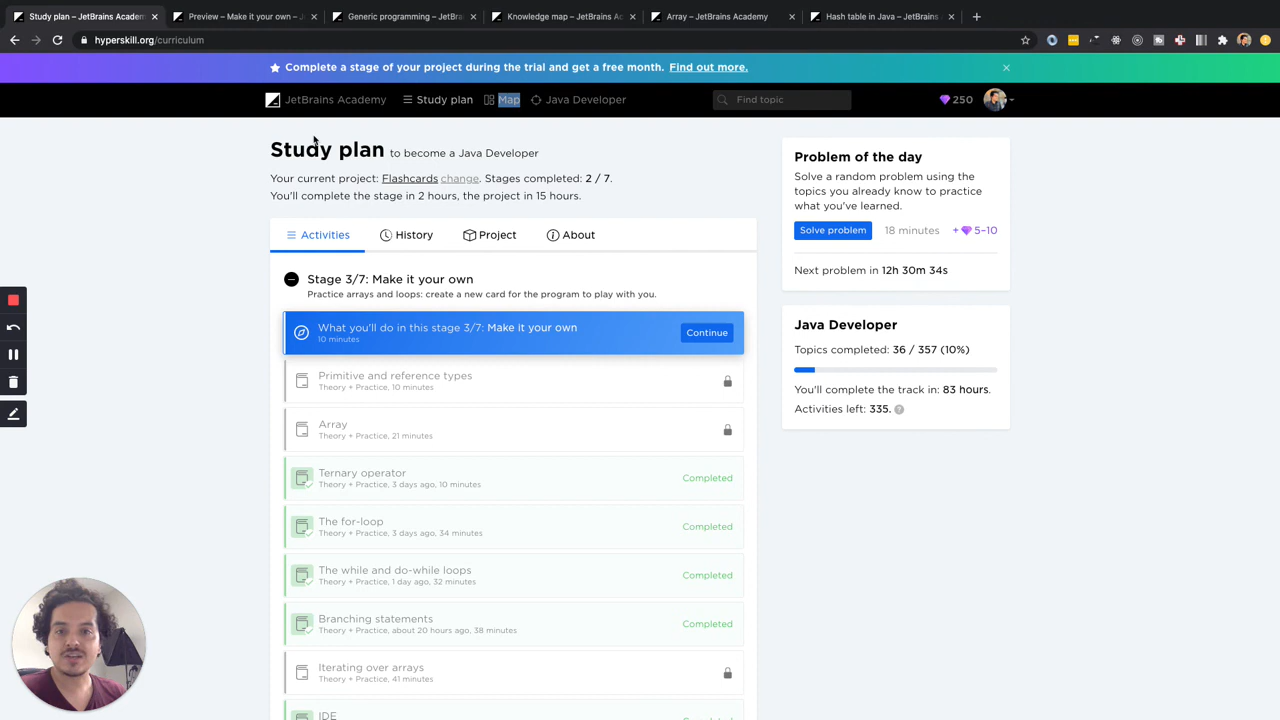 Study plan – JetBrains Academy
Preview – Make it your own – J
Generic programming – JetBra
Knowledge map – JetBrains Ac
Array – JetBrains Academy
Hash table in Java – JetBrains
hyperskill.org/curriculum
Complete a stage of your project during the trial and get a free month. Find out more.
JetBrains Academy
Study plan
Map
Java Developer
Find topic
250
Study plan to become a Java Developer
Your current project: Flashcards change. Stages completed: 2 / 7.
You'll complete the stage in 2 hours, the project in 15 hours.
Activities
History
Project
About
Stage 3/7: Make it your own
Practice arrays and loops: create a new card for the program to play with you.
What you'll do in this stage 3/7: Make it your own
10 minutes
Continue
Primitive and reference types
Theory + Practice, 10 minutes
Array
Theory + Practice, 21 minutes
Ternary operator
Theory + Practice, 3 days ago, 10 minutes
Completed
The for-loop
Theory + Practice, 3 days ago, 34 minutes
Completed
The while and do-while loops
Theory + Practice, 1 day ago, 32 minutes
Completed
Branching statements
Theory + Practice, about 20 hours ago, 38 minutes
Completed
Iterating over arrays
Theory + Practice, 41 minutes
IDE
Problem of the day
Solve a random problem using the
topics you already know to practice
what you've learned.
Solve problem
18 minutes
+ 5–10
Next problem in 12h 30m 34s
Java Developer
Topics completed: 36 / 357 (10%)
You'll complete the track in: 83 hours.
Activities left: 335. ?